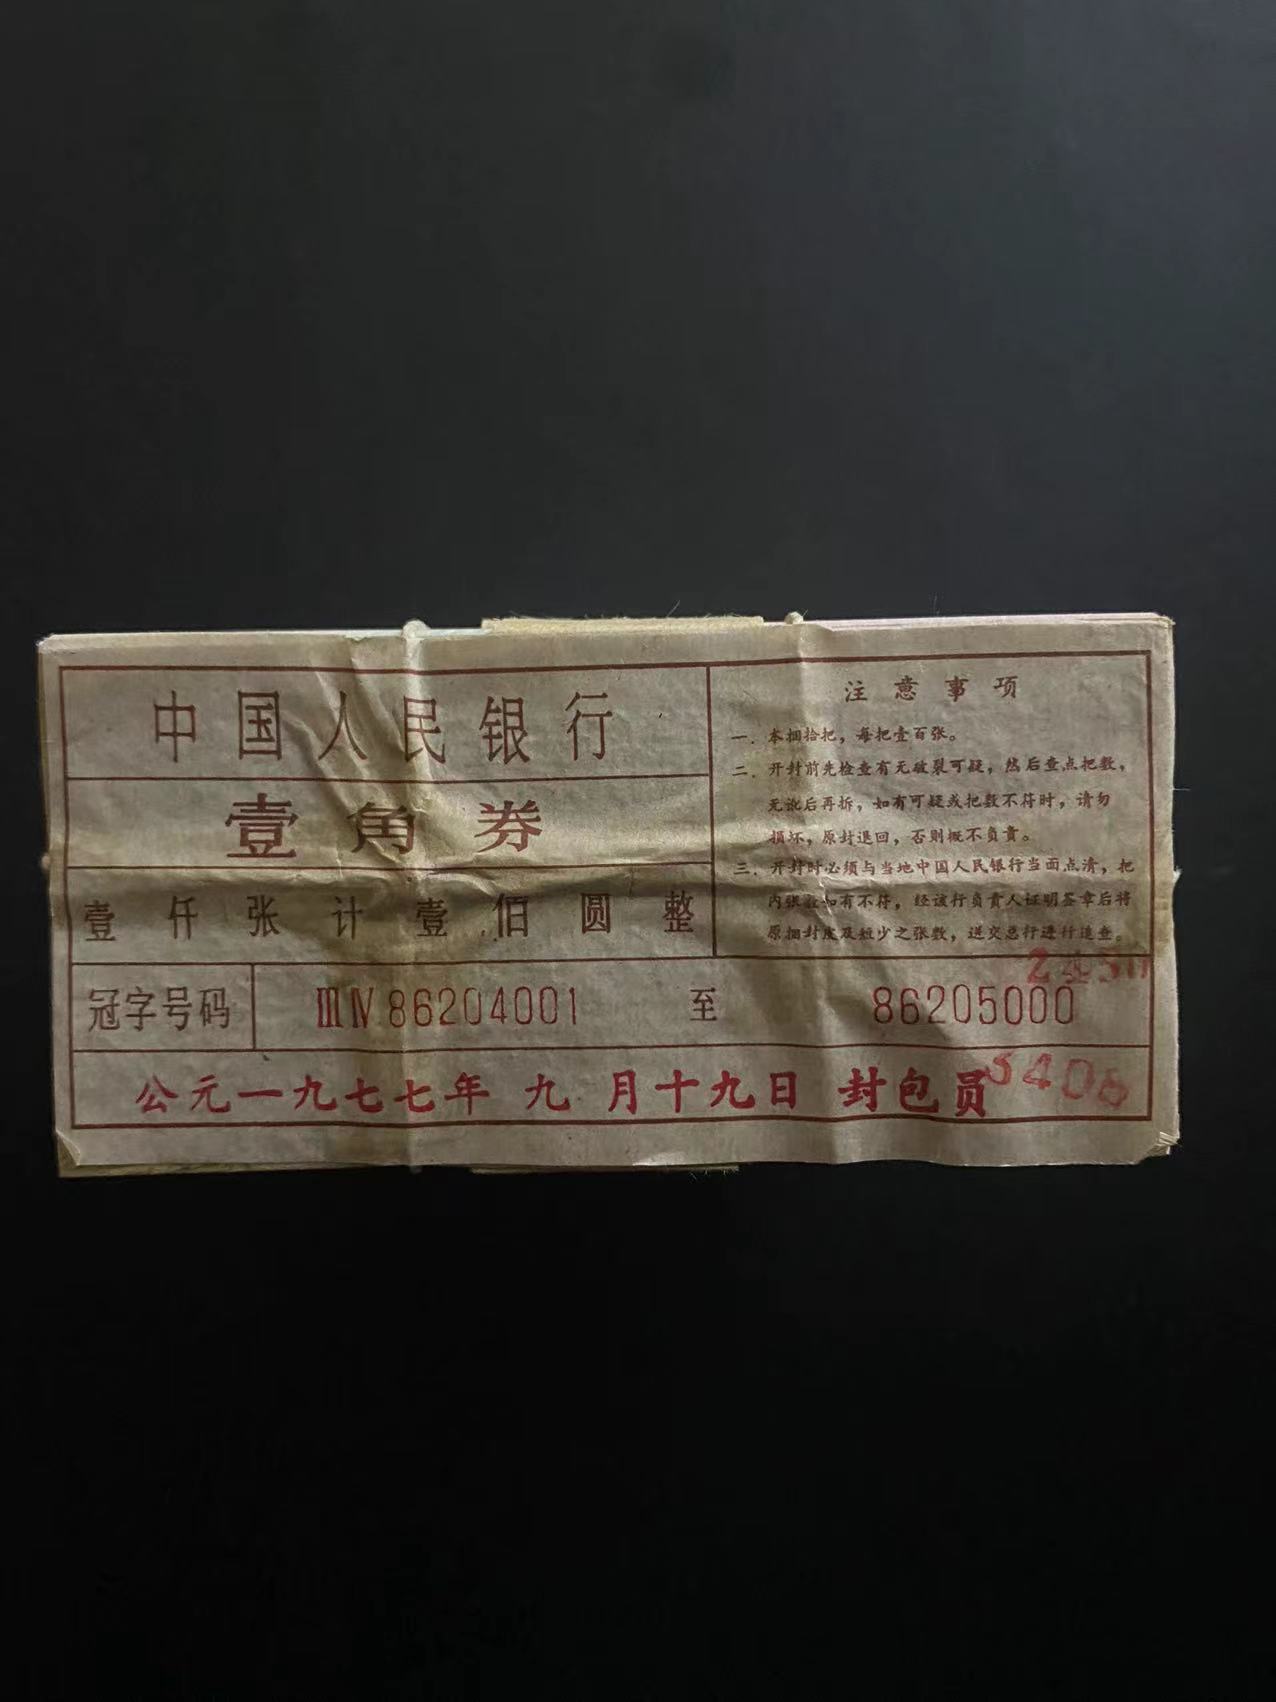 中国人民银行
壹角券
壹仟张计壹佰圆整
注意事项
一．本捆拾把，每把壹百张。
二．开封前先检查有无破裂可疑，然后查点把数，
无讹后再拆，如有可疑或把数不符时，请勿
损坏，原封退回，否则概不负责。
三．开封时必须与当地中国人民银行当面点清，把
内张数如有不符，经该行负责人证明签章后将
原捆封皮及短少之张数，送交总行进行追查。
冠字号码 ⅢⅣ 86204001 至 86205000
公元一九七七年 九 月十九日 封包员